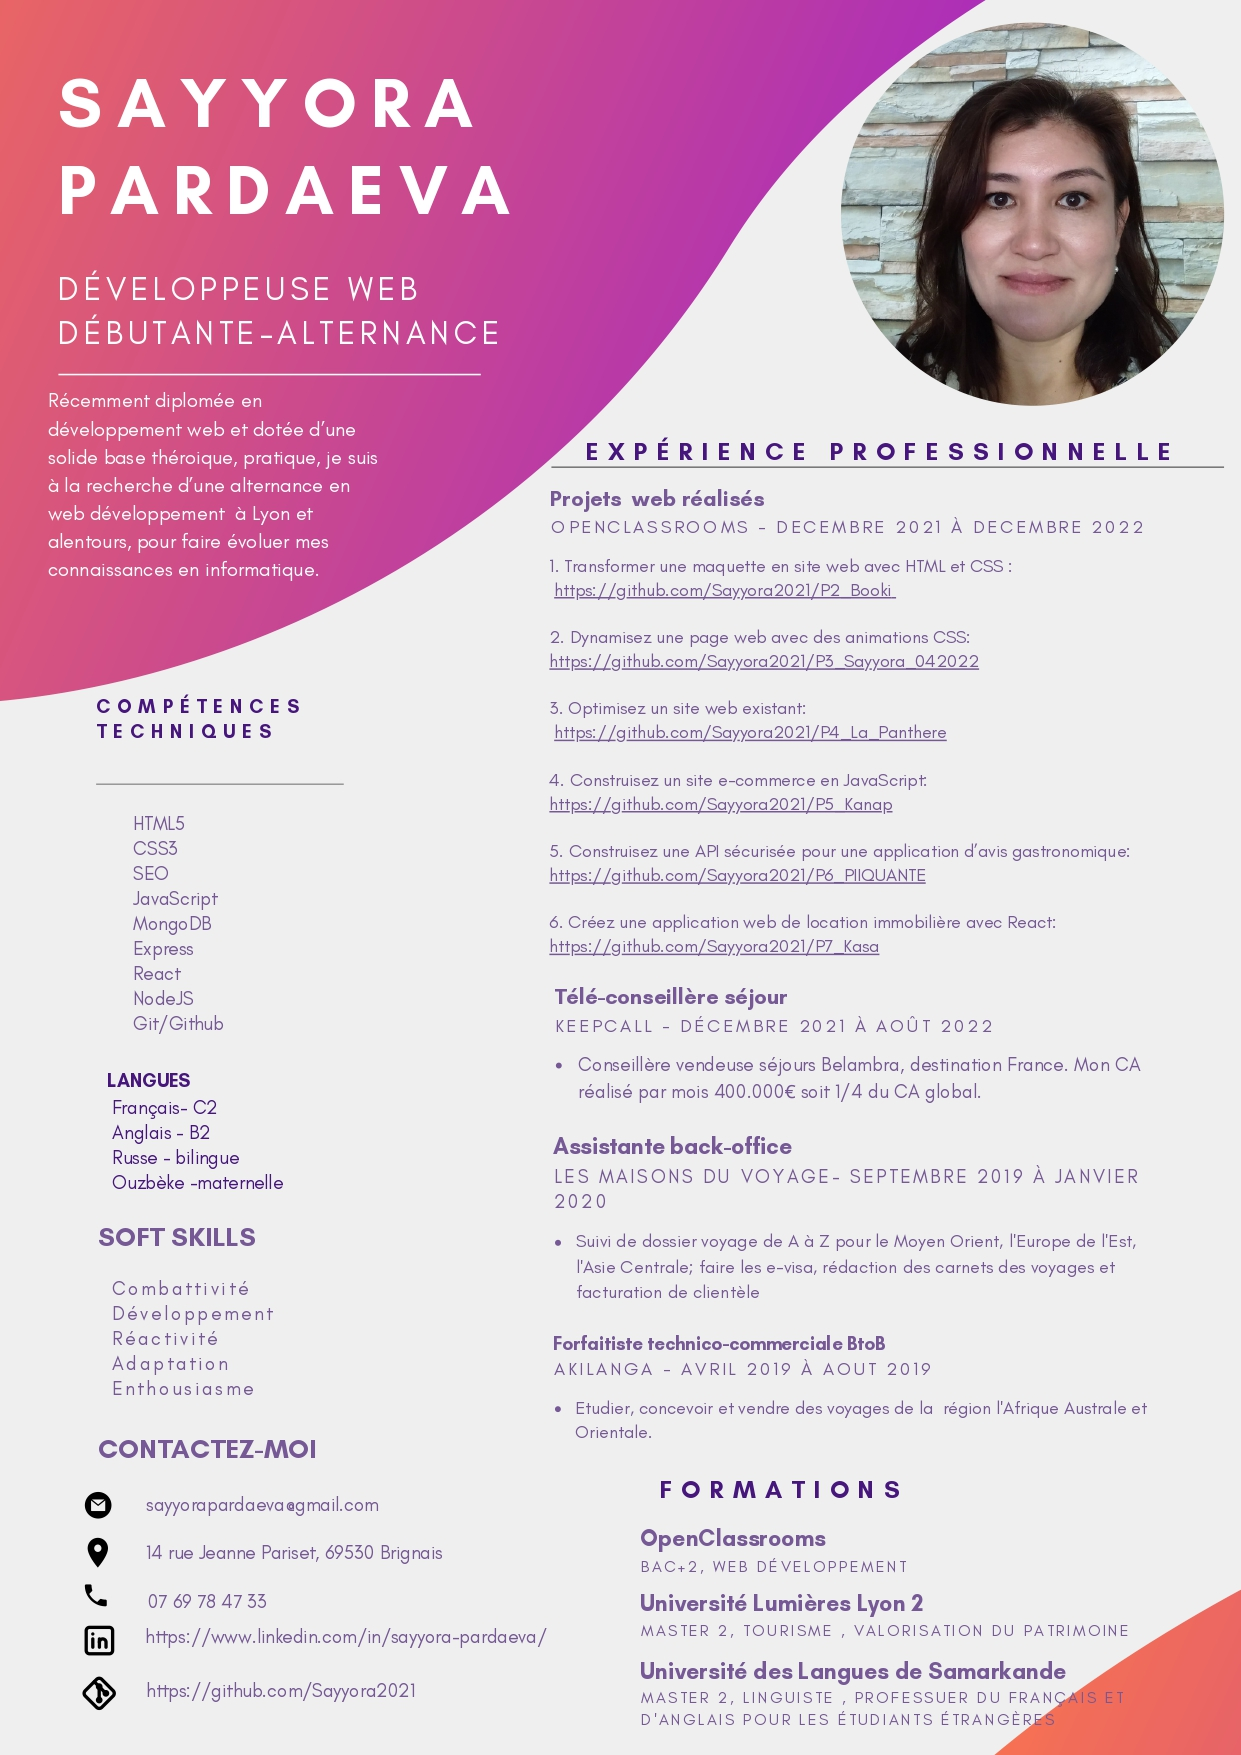 SAYYORA
PARDAEVA
DÉVELOPPEUSE WEB
DÉBUTANTE-ALTERNANCE
Récemment diplomée en
développement web et dotée d’une
solide base théroique, pratique, je suis
à la recherche d’une alternance en
web développement à Lyon et
alentours, pour faire évoluer mes
connaissances en informatique.
COMPÉTENCES
TECHNIQUES
HTML5
CSS3
SEO
JavaScript
MongoDB
Express
React
NodeJS
Git/Github
LANGUES
Français- C2
Anglais - B2
Russe - bilingue
Ouzbèke -maternelle
SOFT SKILLS
Combattivité
Développement
Réactivité
Adaptation
Enthousiasme
CONTACTEZ-MOI
sayyorapardaeva@gmail.com
14 rue Jeanne Pariset, 69530 Brignais
07 69 78 47 33
https://www.linkedin.com/in/sayyora-pardaeva/
https://github.com/Sayyora2021
EXPÉRIENCE PROFESSIONNELLE
Projets web réalisés
OPENCLASSROOMS - DECEMBRE 2021 À DECEMBRE 2022
1. Transformer une maquette en site web avec HTML et CSS :
https://github.com/Sayyora2021/P2_Booki
2. Dynamisez une page web avec des animations CSS:
https://github.com/Sayyora2021/P3_Sayyora_042022
3. Optimisez un site web existant:
https://github.com/Sayyora2021/P4_La_Panthere
4. Construisez un site e-commerce en JavaScript:
https://github.com/Sayyora2021/P5_Kanap
5. Construisez une API sécurisée pour une application d’avis gastronomique:
https://github.com/Sayyora2021/P6_PIIQUANTE
6. Créez une application web de location immobilière avec React:
https://github.com/Sayyora2021/P7_Kasa
Télé-conseillère séjour
KEEPCALL - DÉCEMBRE 2021 À AOÛT 2022
• Conseillère vendeuse séjours Belambra, destination France. Mon CA
réalisé par mois 400.000€ soit 1/4 du CA global.
Assistante back-office
LES MAISONS DU VOYAGE- SEPTEMBRE 2019 À JANVIER
2020
• Suivi de dossier voyage de A à Z pour le Moyen Orient, l'Europe de l'Est,
l'Asie Centrale; faire les e-visa, rédaction des carnets des voyages et
facturation de clientèle
Forfaitiste technico-commerciale BtoB
AKILANGA - AVRIL 2019 À AOUT 2019
• Etudier, concevoir et vendre des voyages de la région l'Afrique Australe et
Orientale.
FORMATIONS
OpenClassrooms
BAC+2, WEB DÉVELOPPEMENT
Université Lumières Lyon 2
MASTER 2, TOURISME , VALORISATION DU PATRIMOINE
Université des Langues de Samarkande
MASTER 2, LINGUISTE , PROFESSUER DU FRANÇAIS ET
D'ANGLAIS POUR LES ÉTUDIANTS ÉTRANGÈRES